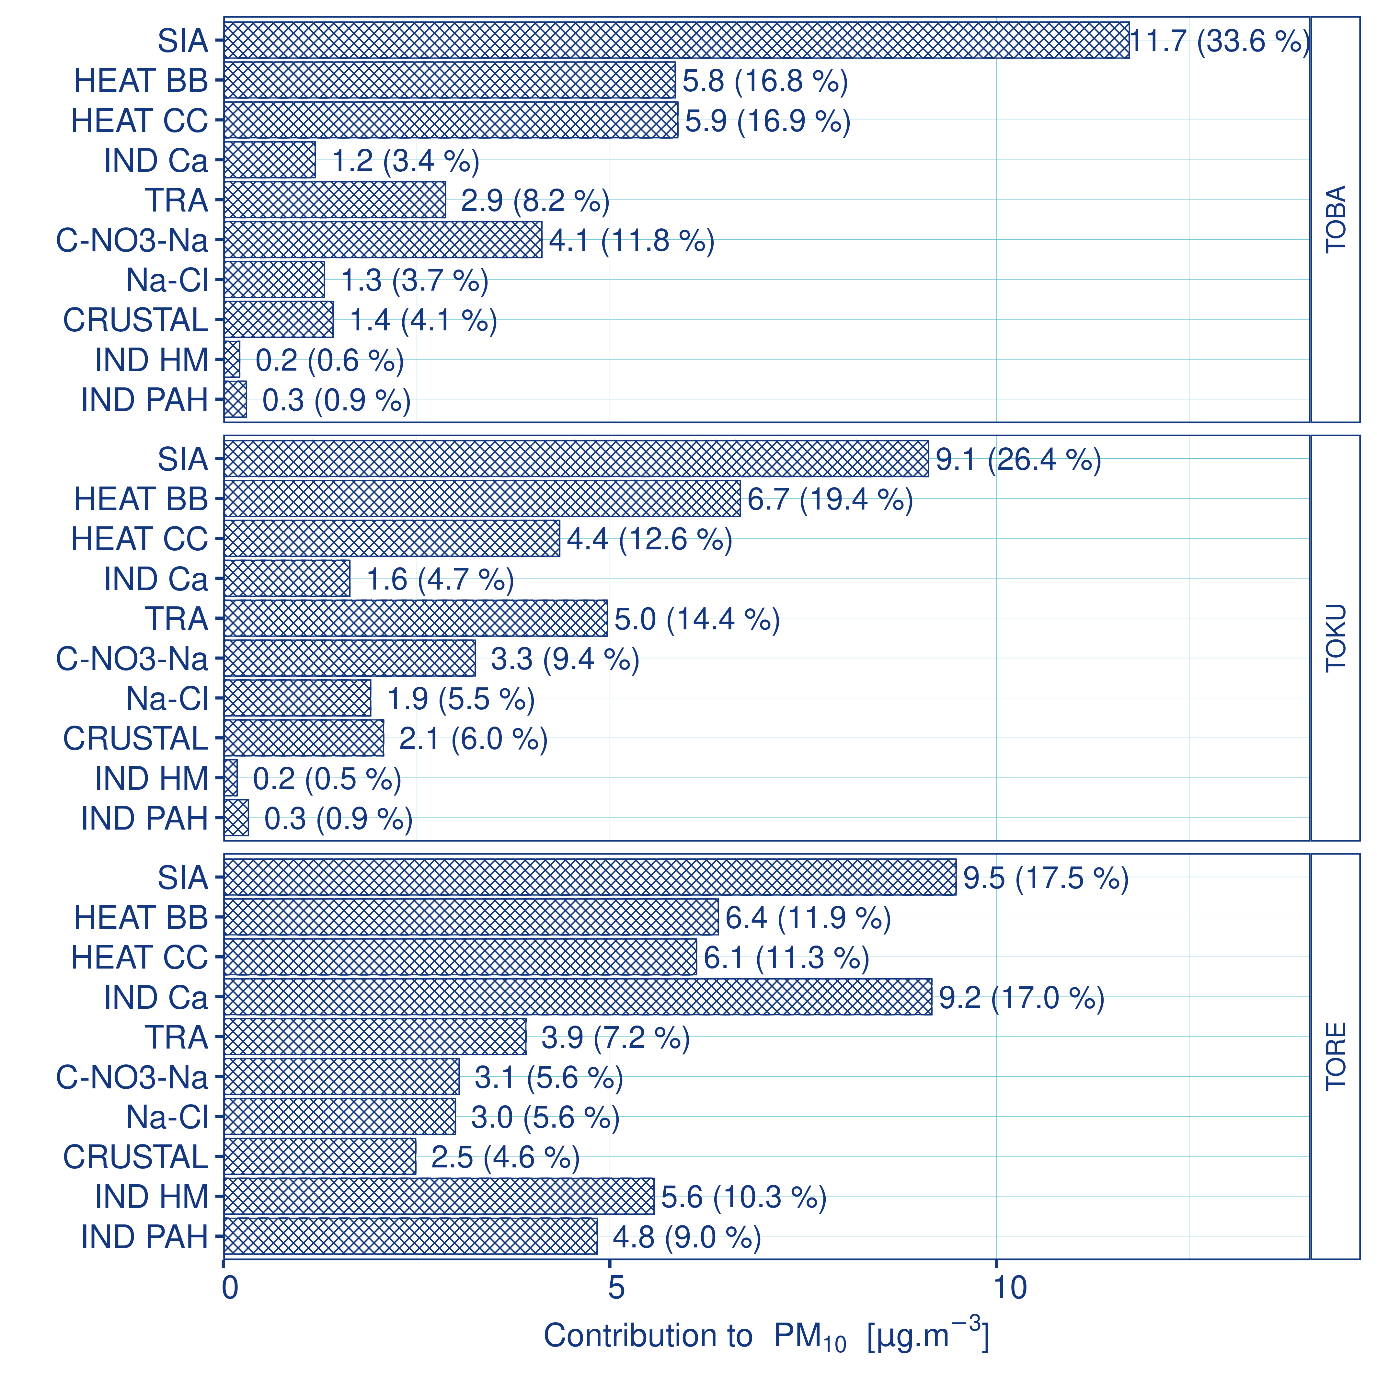 SIA 11.7 (33.6 %)
HEAT BB 5.8 (16.8 %)
HEAT CC 5.9 (16.9 %)
IND Ca 1.2 (3.4 %)
TRA 2.9 (8.2 %)
C-NO3-Na 4.1 (11.8 %)
Na-Cl 1.3 (3.7 %)
CRUSTAL 1.4 (4.1 %)
IND HM 0.2 (0.6 %)
IND PAH 0.3 (0.9 %)
TOBA
SIA 9.1 (26.4 %)
HEAT BB 6.7 (19.4 %)
HEAT CC 4.4 (12.6 %)
IND Ca 1.6 (4.7 %)
TRA 5.0 (14.4 %)
C-NO3-Na 3.3 (9.4 %)
Na-Cl 1.9 (5.5 %)
CRUSTAL 2.1 (6.0 %)
IND HM 0.2 (0.5 %)
IND PAH 0.3 (0.9 %)
TOKU
SIA 9.5 (17.5 %)
HEAT BB 6.4 (11.9 %)
HEAT CC 6.1 (11.3 %)
IND Ca 9.2 (17.0 %)
TRA 3.9 (7.2 %)
C-NO3-Na 3.1 (5.6 %)
Na-Cl 3.0 (5.6 %)
CRUSTAL 2.5 (4.6 %)
IND HM 5.6 (10.3 %)
IND PAH 4.8 (9.0 %)
TORE
0 5 10
Contribution to PM₁₀ [µg.m⁻³]